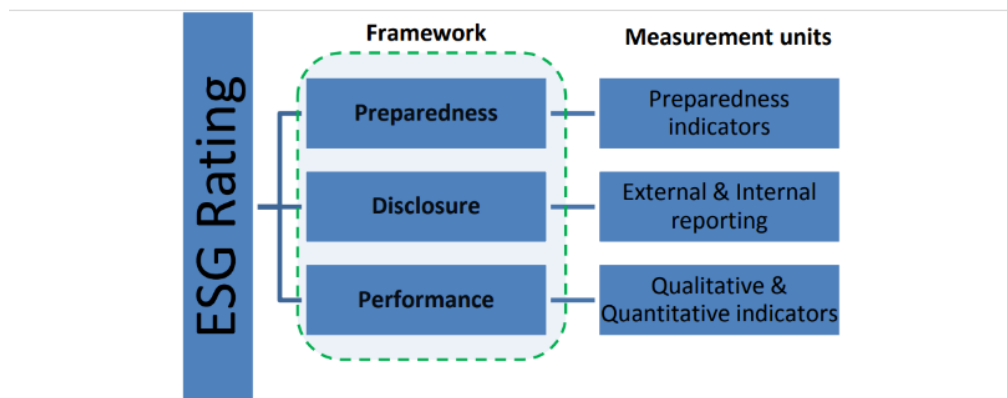 Framework
Measurement units
ESG Rating
Preparedness
Preparedness
indicators
Disclosure
External & Internal
reporting
Performance
Qualitative &
Quantitative indicators